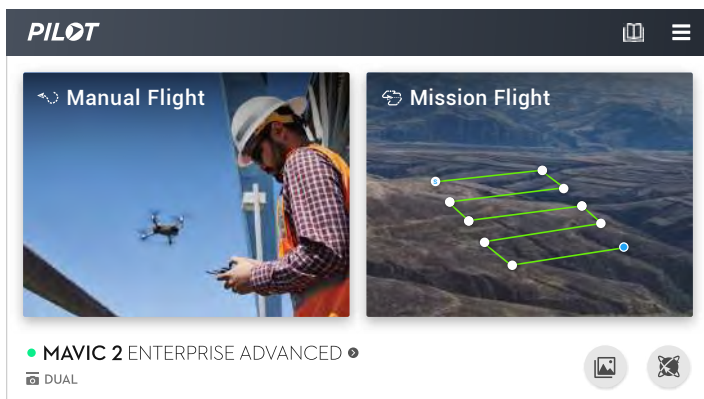 PILOT
Manual Flight
Mission Flight
MAVIC 2 ENTERPRISE ADVANCED
DUAL